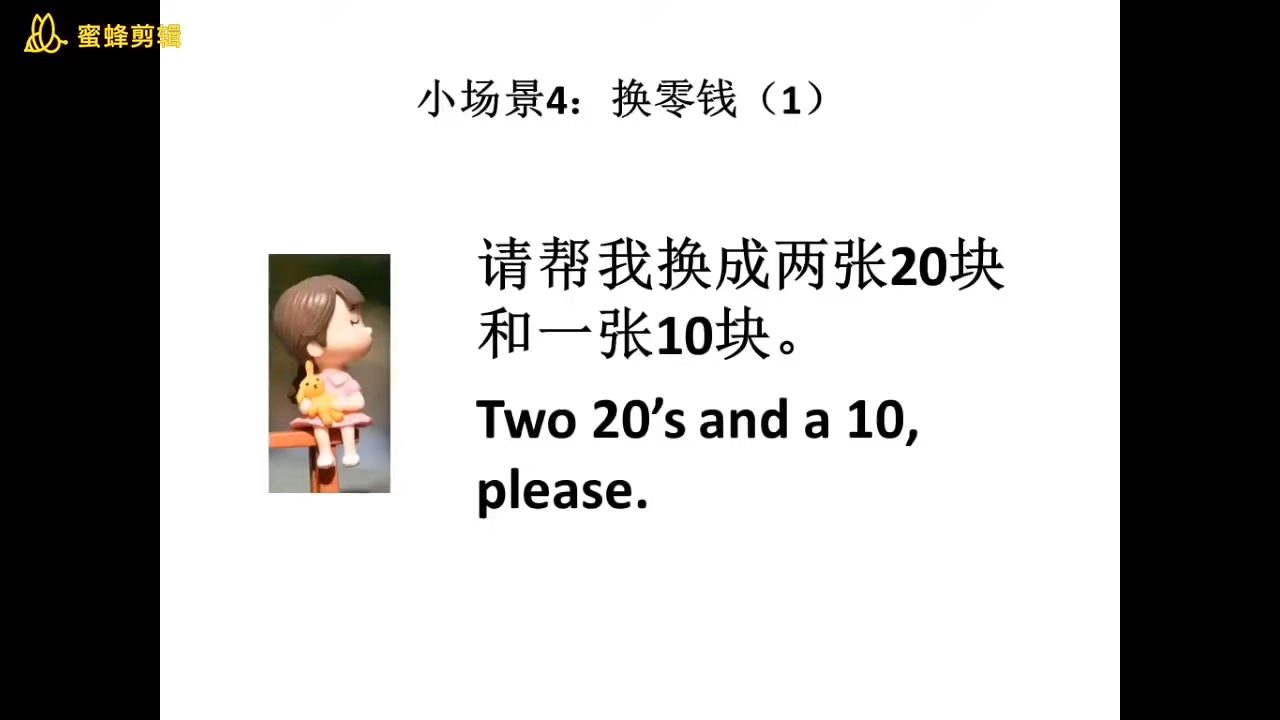 蜜蜂剪辑
小场景4：换零钱（1）
请帮我换成两张20块
和一张10块。
Two 20’s and a 10,
please.